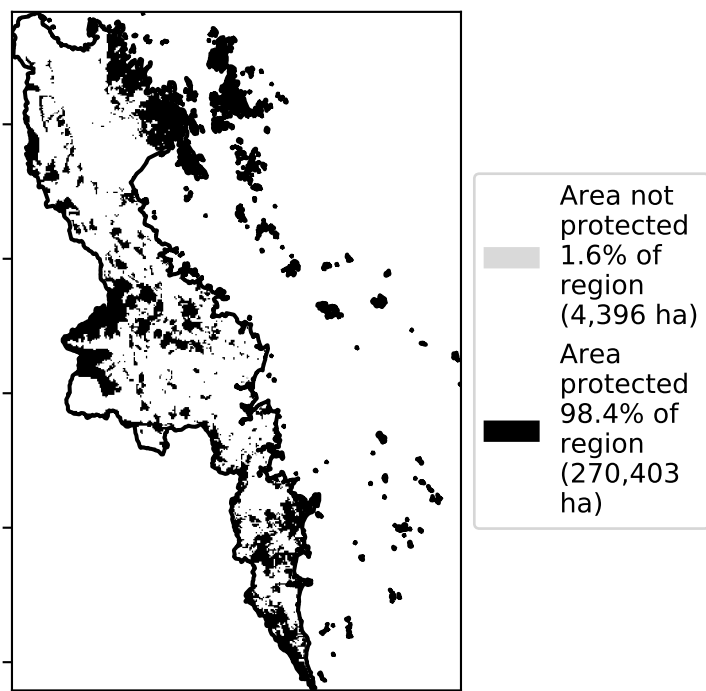 Area not
protected
1.6% of
region
(4,396 ha)
Area
protected
98.4% of
region
(270,403
ha)